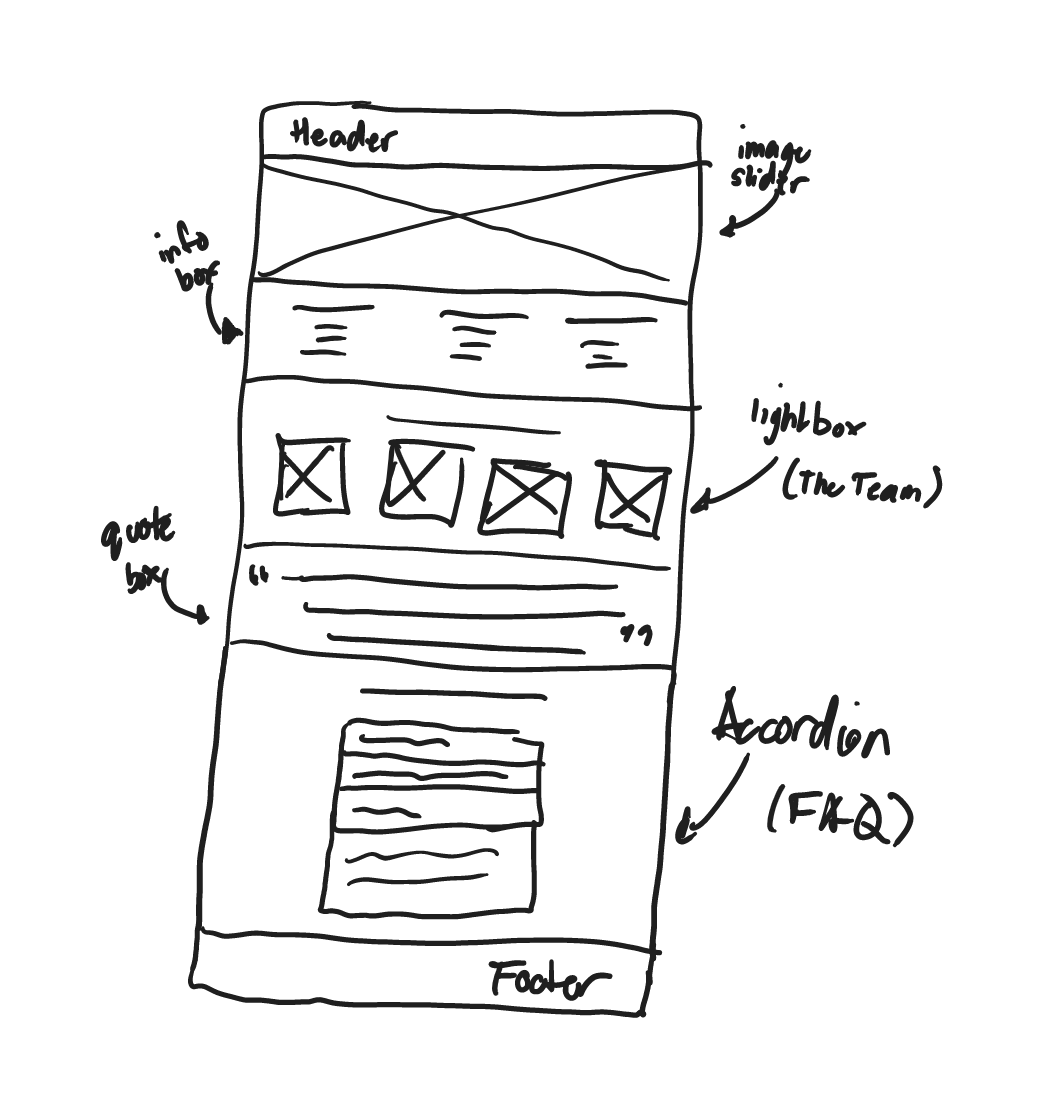 Header
image
slider
info
box
lightbox
(The Team)
quote
box
“
”
Accordion
(FAQ)
Footer